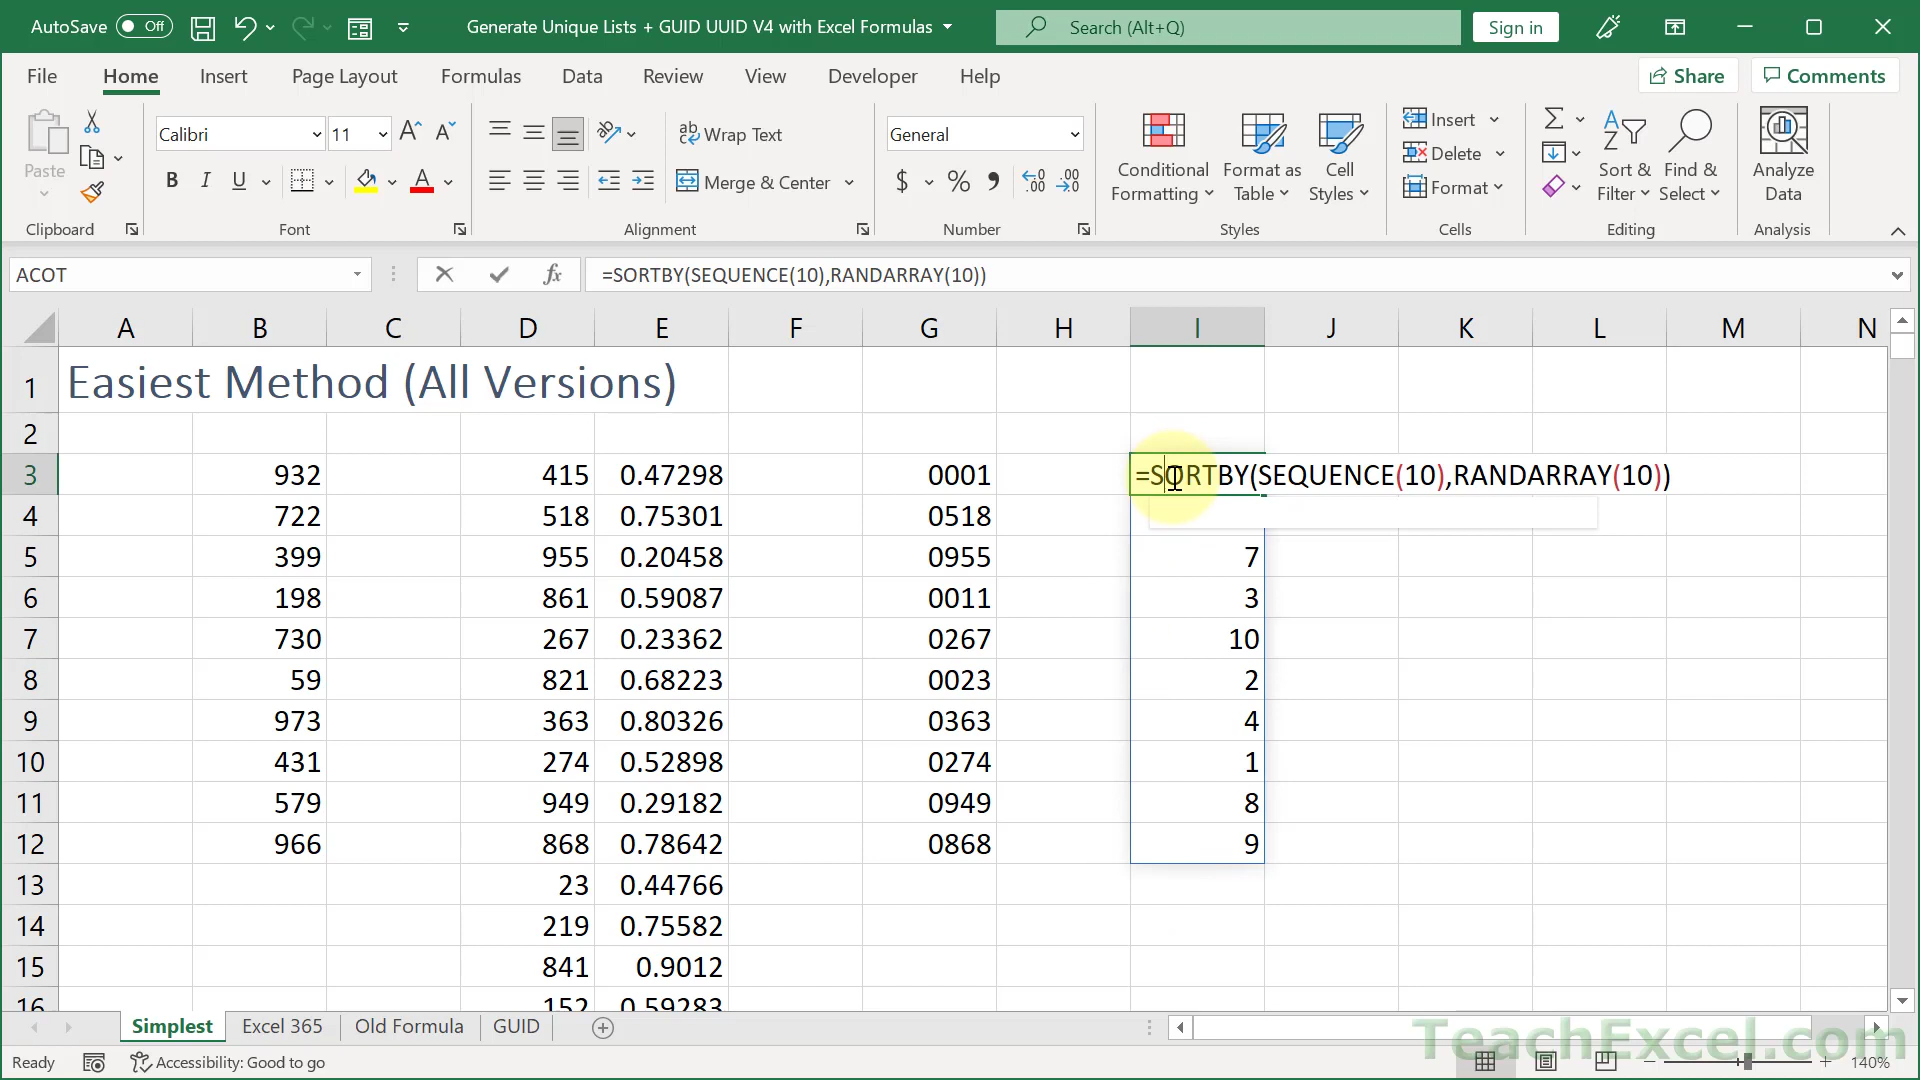 AutoSave Off Generate Unique Lists + GUID UUID V4 with Excel Formulas Search (Alt+Q) Sign in
File Home Insert Page Layout Formulas Data Review View Developer Help Share Comments
Paste Calibri 11 Wrap Text General Conditional Formatting Format as Table Cell Styles Insert Sort & Filter Find & Select Analyze Data
Delete
B I U Merge & Center $ % Format
Clipboard Font Alignment Number Styles Cells Editing Analysis
ACOT fx =SORTBY(SEQUENCE(10),RANDARRAY(10))
A B C D E F G H I J K L M N
1 Easiest Method (All Versions)
2
3 932 415 0.47298 0001 =SORTBY(SEQUENCE(10),RANDARRAY(10))
4 722 518 0.75301 0518
5 399 955 0.20458 0955 7
6 198 861 0.59087 0011 3
7 730 267 0.23362 0267 10
8 59 821 0.68223 0023 2
9 973 363 0.80326 0363 4
10 431 274 0.52898 0274 1
11 579 949 0.29182 0949 8
12 966 868 0.78642 0868 9
13 23 0.44766
14 219 0.75582
15 841 0.9012
16 152 0.59283
Simplest Excel 365 Old Formula GUID
TeachExcel.com
Ready Accessibility: Good to go 140%